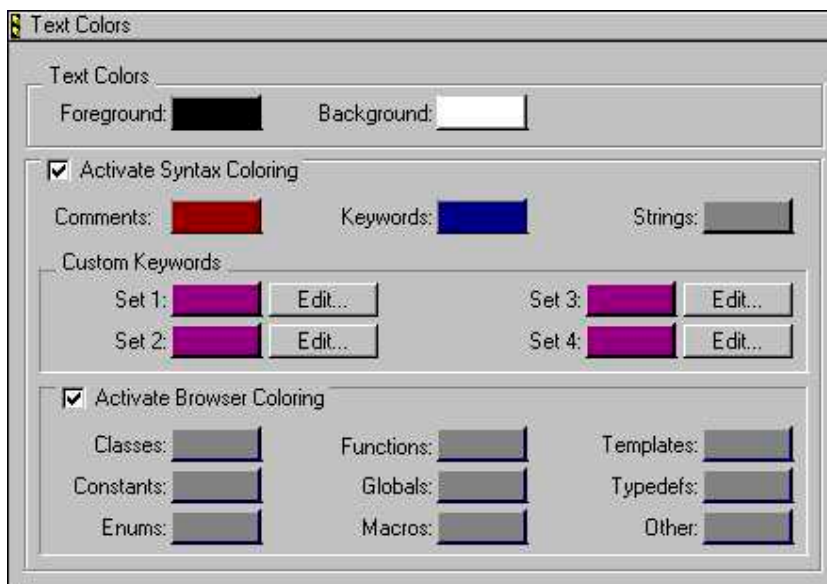 Text Colors
Text Colors
Foreground: Background:
Activate Syntax Coloring
Comments: Keywords: Strings:
Custom Keywords
Set 1: Edit... Set 3: Edit...
Set 2: Edit... Set 4: Edit...
Activate Browser Coloring
Classes: Functions: Templates:
Constants: Globals: Typedefs:
Enums: Macros: Other: